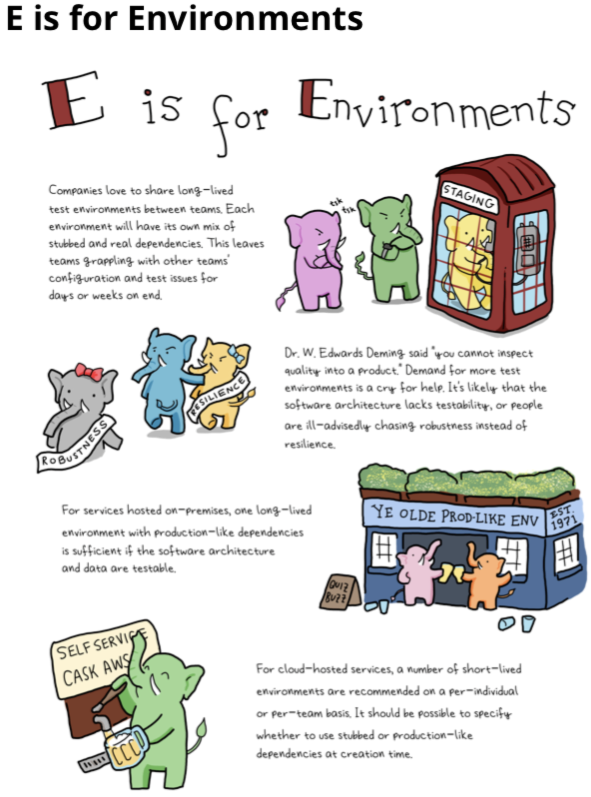 E is for Environments
E is for Environments
Companies love to share long-lived
test environments between teams. Each
environment will have its own mix of
stubbed and real dependencies. This leaves
teams grappling with other teams'
configuration and test issues for
days or weeks on end.
tsk
tsk
STAGING
Dr. W. Edwards Deming said "you cannot inspect
quality into a product." Demand for more test
environments is a cry for help. It's likely that the
software architecture lacks testability, or people
are ill-advisedly chasing robustness instead of
resilience.
ROBUSTNESS
RESILIENCE
For services hosted on-premises, one long-lived
environment with production-like dependencies
is sufficient if the software architecture
and data are testable.
YE OLDE PROD-LIKE ENV
EST.
1971
QUIZ
BUZZ
SELF SERVICE
CASK AWS
For cloud-hosted services, a number of short-lived
environments are recommended on a per-individual
or per-team basis. It should be possible to specify
whether to use stubbed or production-like
dependencies at creation time.